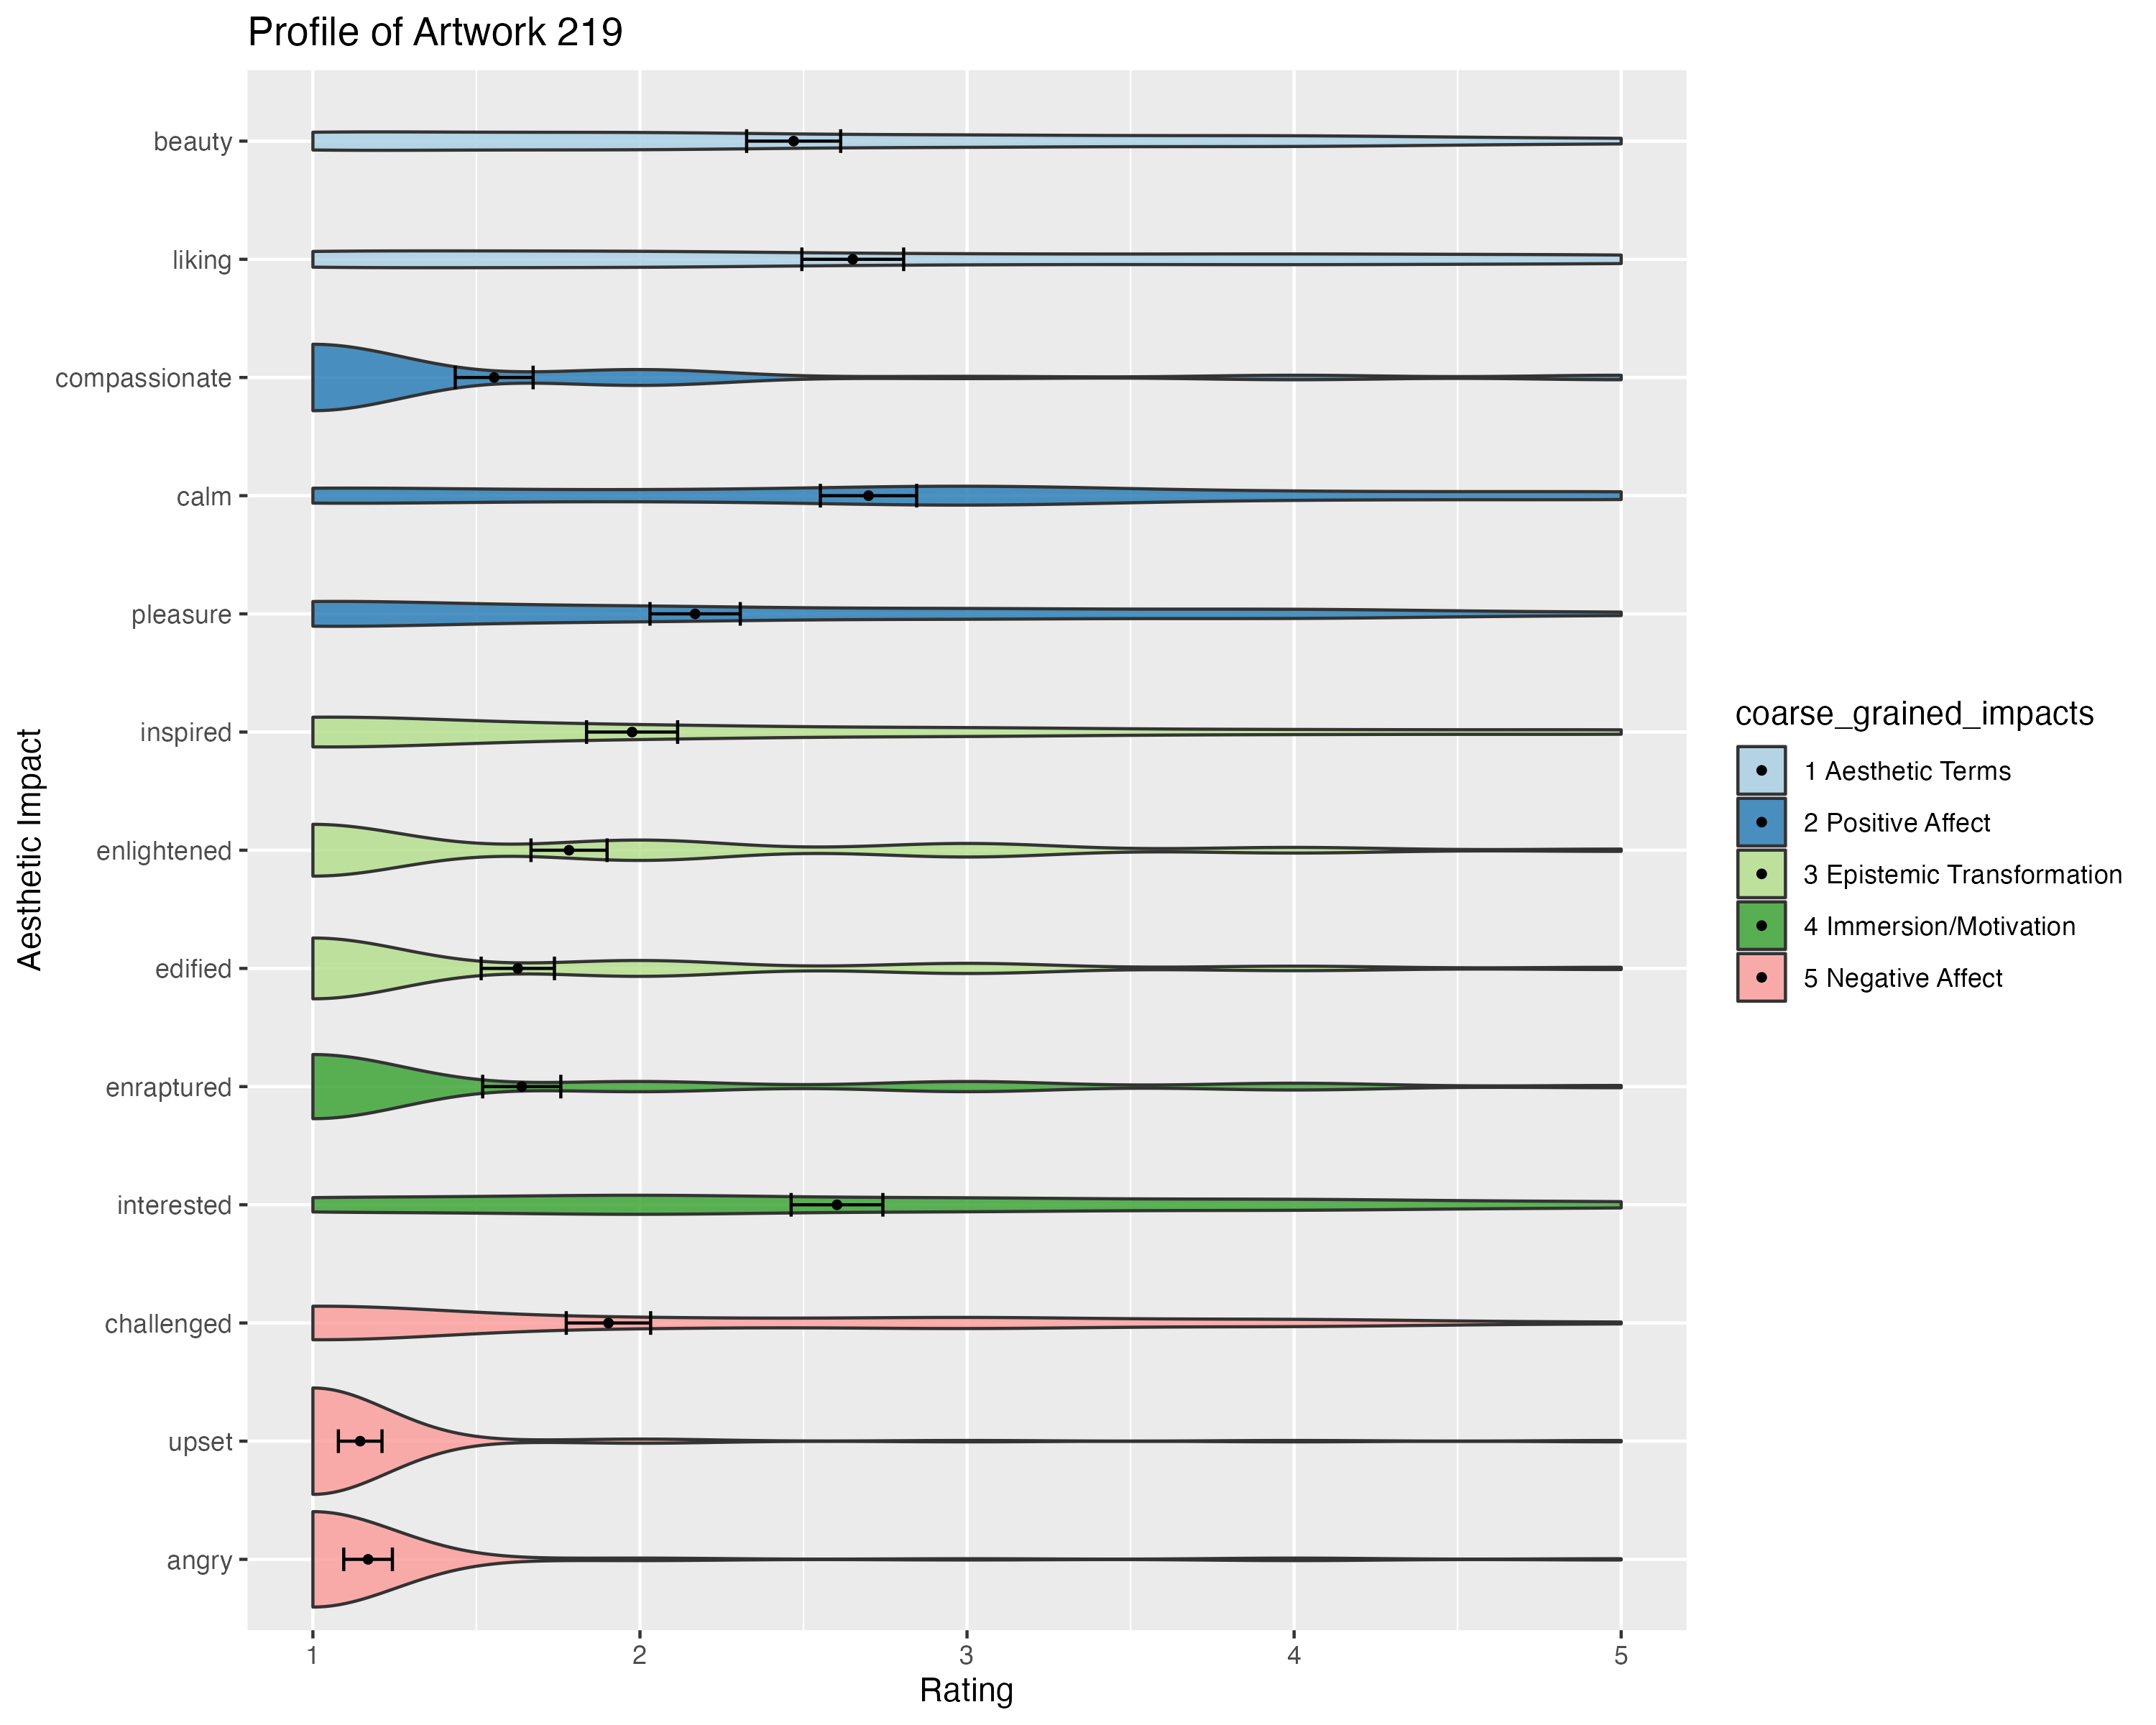 Profile of Artwork 219
Aesthetic Impact
beauty
liking
compassionate
calm
pleasure
inspired
enlightened
edified
enraptured
interested
challenged
upset
angry
1 2 3 4 5
Rating
coarse_grained_impacts
1 Aesthetic Terms
2 Positive Affect
3 Epistemic Transformation
4 Immersion/Motivation
5 Negative Affect